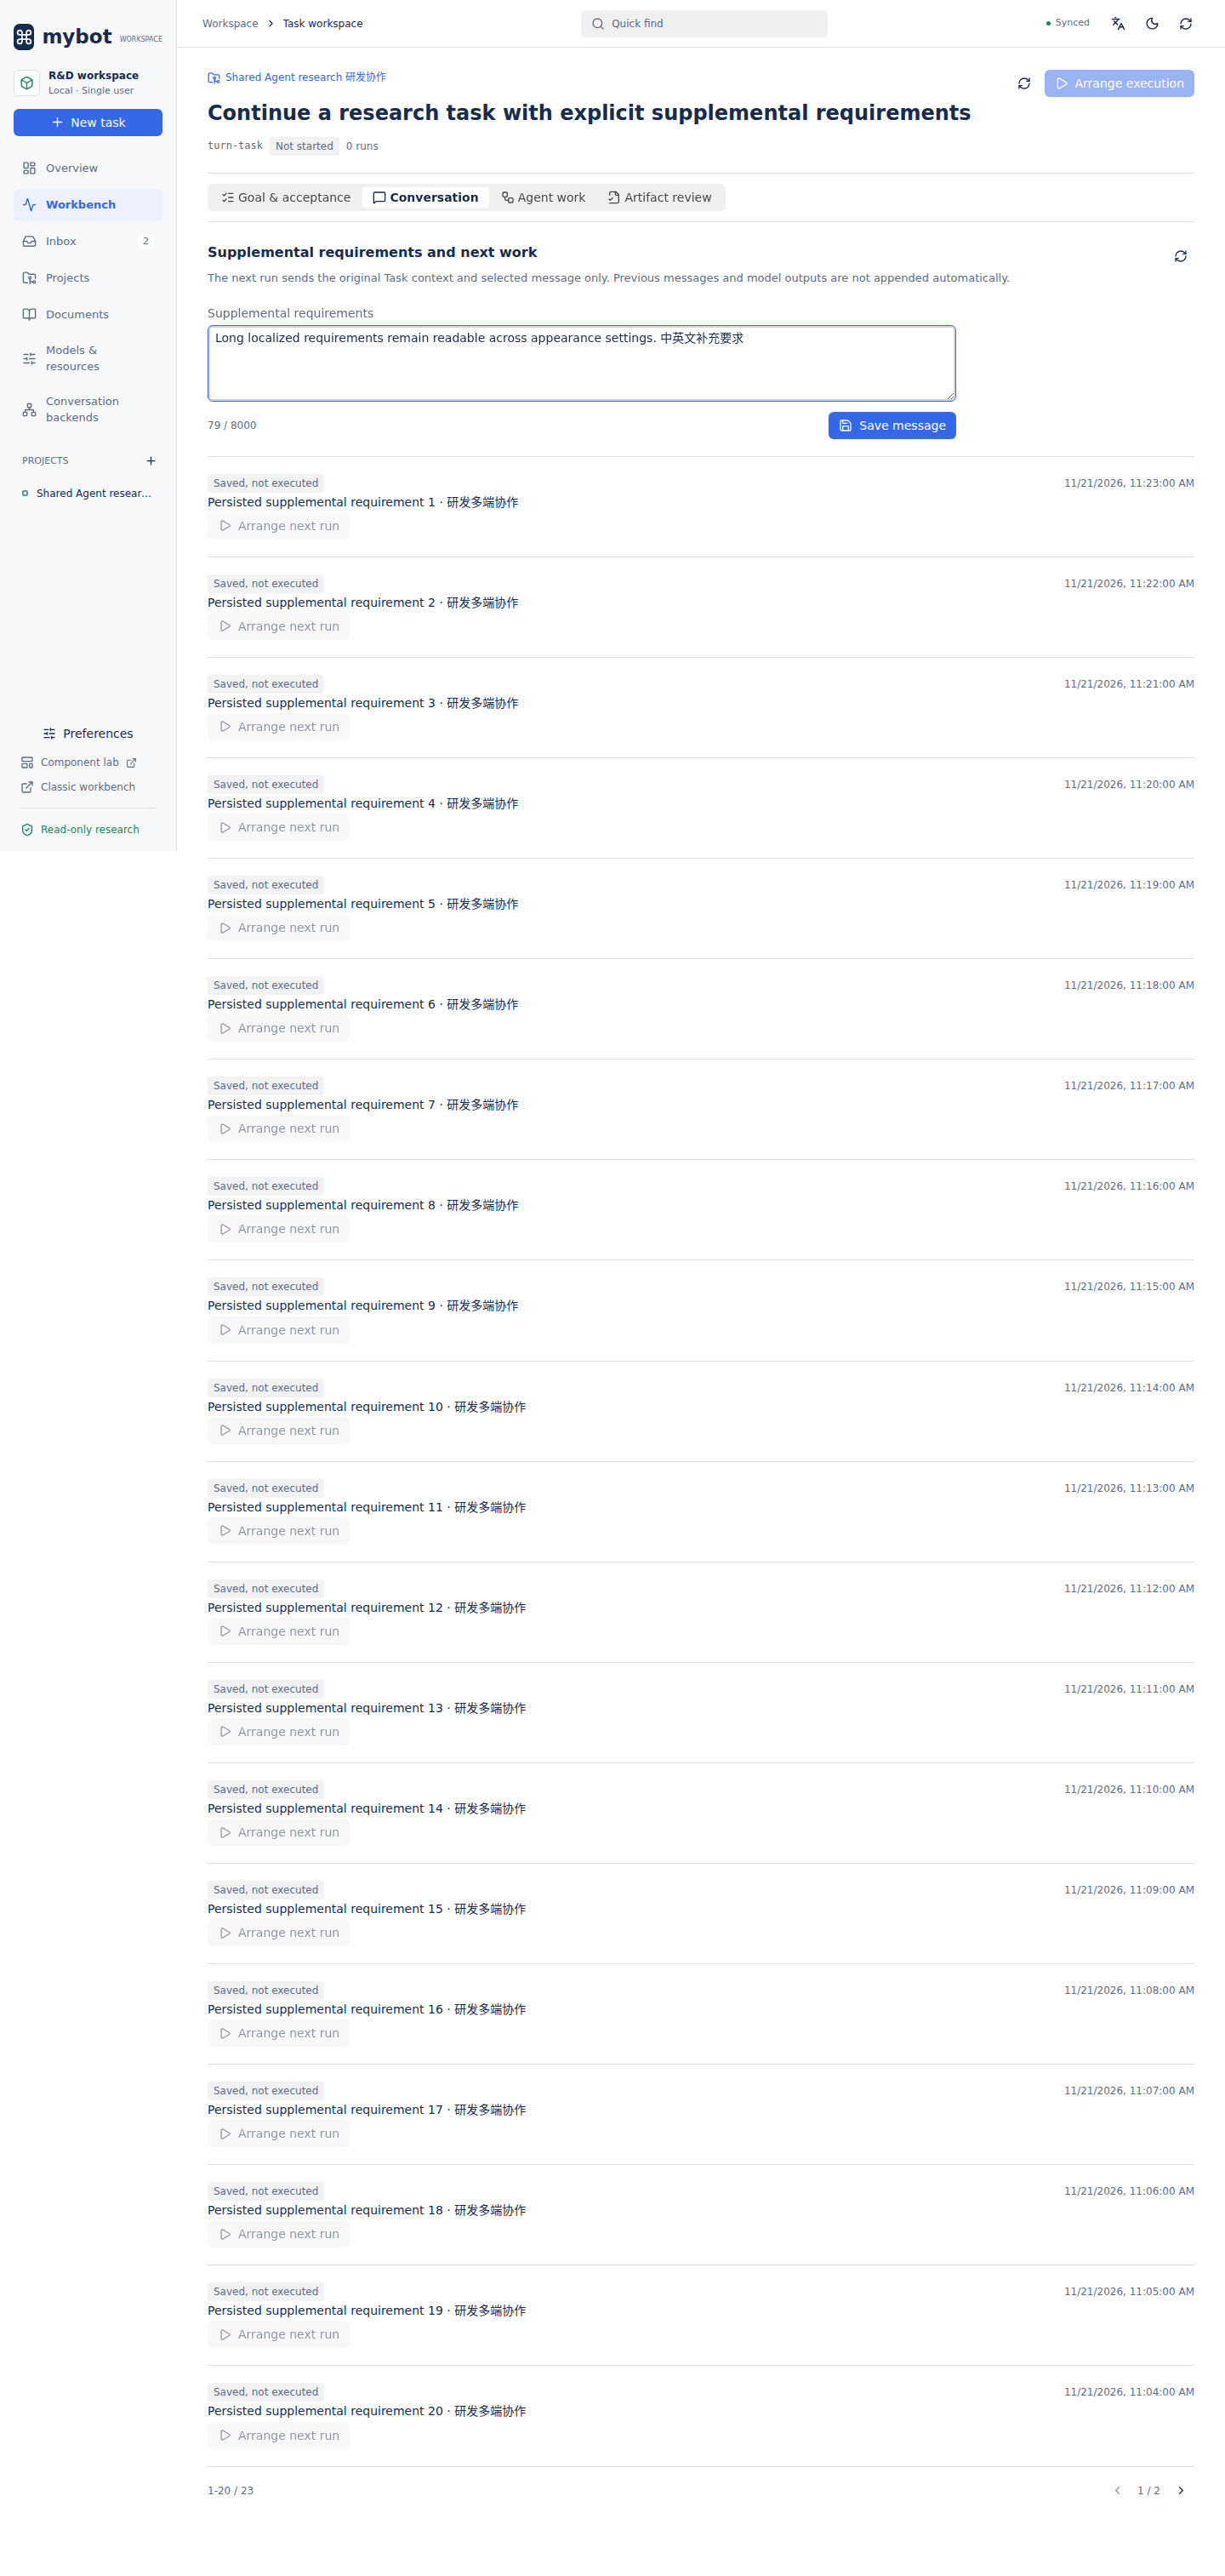 mybot WORKSPACE
R&D workspace
Local · Single user
New task
Overview
Workbench
Inbox 2
Projects
Documents
Models &
resources
Conversation
backends
PROJECTS
Shared Agent resear...
Preferences
Component lab
Classic workbench
Read-only research
Workspace Task workspace
Quick find
Synced
Shared Agent research 研发协作
Arrange execution
Continue a research task with explicit supplemental requirements
turn-task Not started 0 runs
Goal & acceptance Conversation Agent work Artifact review
Supplemental requirements and next work
The next run sends the original Task context and selected message only. Previous messages and model outputs are not appended automatically.
Supplemental requirements
Long localized requirements remain readable across appearance settings. 中英文补充要求
79 / 8000 Save message
Saved, not executed 11/21/2026, 11:23:00 AM
Persisted supplemental requirement 1 · 研发多端协作
Arrange next run
Saved, not executed 11/21/2026, 11:22:00 AM
Persisted supplemental requirement 2 · 研发多端协作
Arrange next run
Saved, not executed 11/21/2026, 11:21:00 AM
Persisted supplemental requirement 3 · 研发多端协作
Arrange next run
Saved, not executed 11/21/2026, 11:20:00 AM
Persisted supplemental requirement 4 · 研发多端协作
Arrange next run
Saved, not executed 11/21/2026, 11:19:00 AM
Persisted supplemental requirement 5 · 研发多端协作
Arrange next run
Saved, not executed 11/21/2026, 11:18:00 AM
Persisted supplemental requirement 6 · 研发多端协作
Arrange next run
Saved, not executed 11/21/2026, 11:17:00 AM
Persisted supplemental requirement 7 · 研发多端协作
Arrange next run
Saved, not executed 11/21/2026, 11:16:00 AM
Persisted supplemental requirement 8 · 研发多端协作
Arrange next run
Saved, not executed 11/21/2026, 11:15:00 AM
Persisted supplemental requirement 9 · 研发多端协作
Arrange next run
Saved, not executed 11/21/2026, 11:14:00 AM
Persisted supplemental requirement 10 · 研发多端协作
Arrange next run
Saved, not executed 11/21/2026, 11:13:00 AM
Persisted supplemental requirement 11 · 研发多端协作
Arrange next run
Saved, not executed 11/21/2026, 11:12:00 AM
Persisted supplemental requirement 12 · 研发多端协作
Arrange next run
Saved, not executed 11/21/2026, 11:11:00 AM
Persisted supplemental requirement 13 · 研发多端协作
Arrange next run
Saved, not executed 11/21/2026, 11:10:00 AM
Persisted supplemental requirement 14 · 研发多端协作
Arrange next run
Saved, not executed 11/21/2026, 11:09:00 AM
Persisted supplemental requirement 15 · 研发多端协作
Arrange next run
Saved, not executed 11/21/2026, 11:08:00 AM
Persisted supplemental requirement 16 · 研发多端协作
Arrange next run
Saved, not executed 11/21/2026, 11:07:00 AM
Persisted supplemental requirement 17 · 研发多端协作
Arrange next run
Saved, not executed 11/21/2026, 11:06:00 AM
Persisted supplemental requirement 18 · 研发多端协作
Arrange next run
Saved, not executed 11/21/2026, 11:05:00 AM
Persisted supplemental requirement 19 · 研发多端协作
Arrange next run
Saved, not executed 11/21/2026, 11:04:00 AM
Persisted supplemental requirement 20 · 研发多端协作
Arrange next run
1-20 / 23 1 / 2